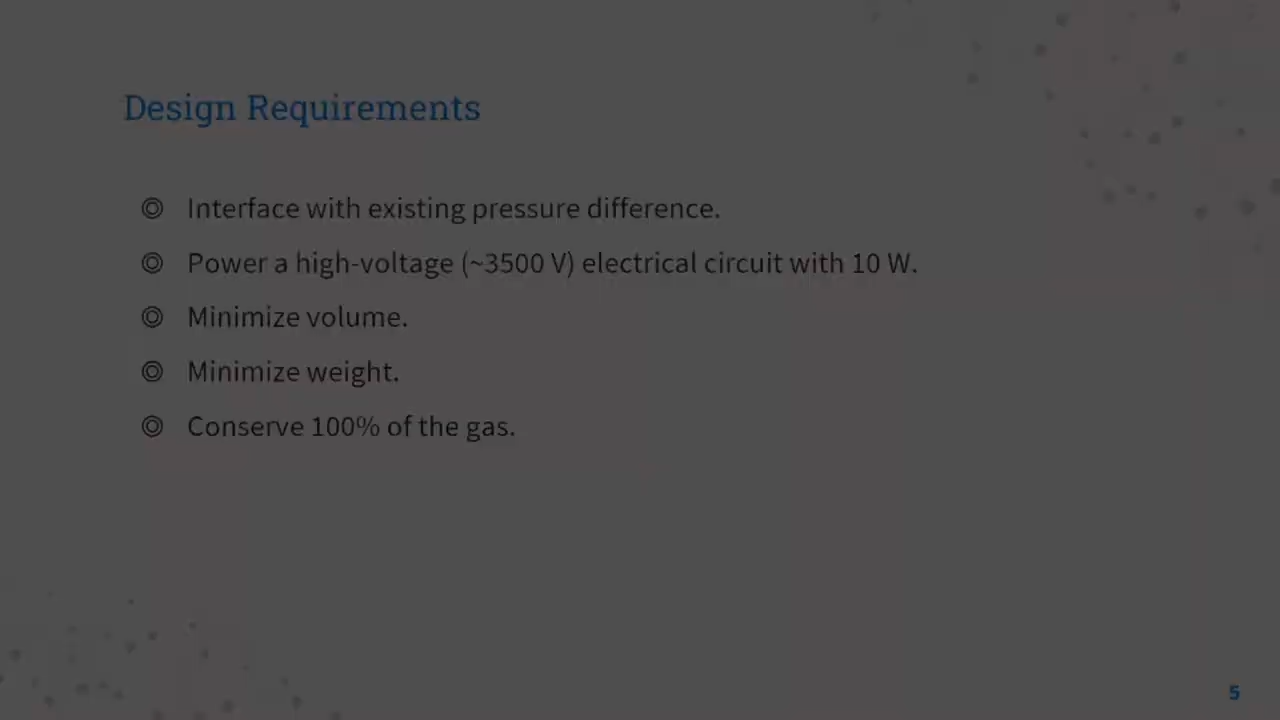 Design Requirements
◎ Interface with existing pressure difference.
◎ Power a high-voltage (~3500 V) electrical circuit with 10 W.
◎ Minimize volume.
◎ Minimize weight.
◎ Conserve 100% of the gas.
5